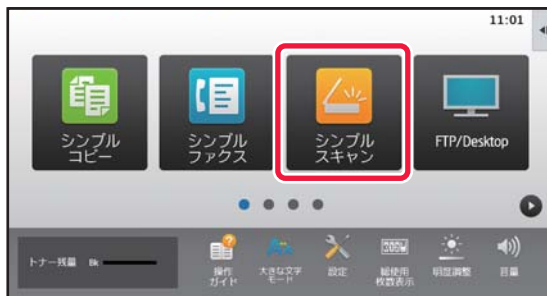 11:01
シンプル
コピー
シンプル
ファクス
シンプル
スキャン
FTP/Desktop
トナー残量 Bk
操作
ガイド
大きな文字
モード
設定
総使用
枚数表示
明度調整
音量